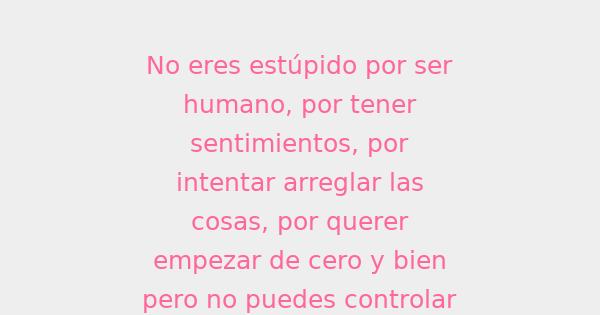 No eres estúpido por ser
humano, por tener
sentimientos, por
intentar arreglar las
cosas, por querer
empezar de cero y bien
pero no puedes controlar